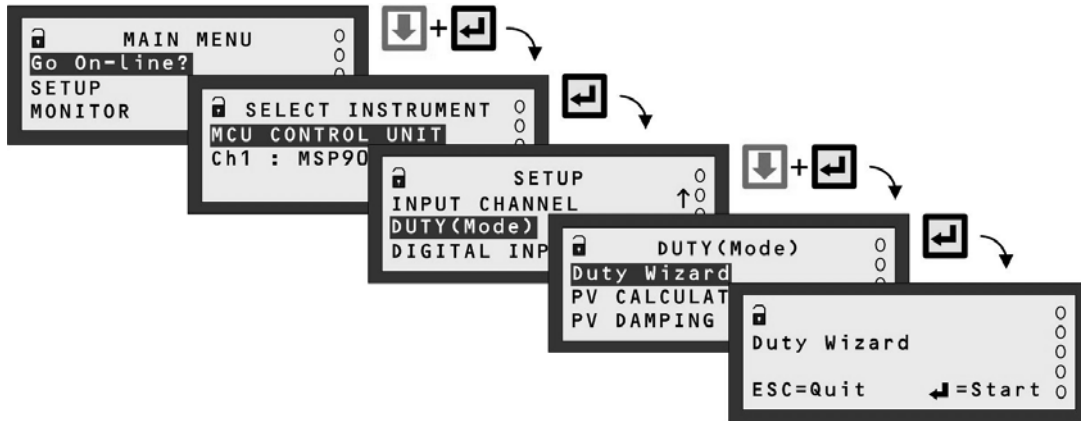 MAIN MENU
Go On-line?
SETUP
MONITOR
+
SELECT INSTRUMENT
MCU CONTROL UNIT
Ch1 : MSP90
SETUP
INPUT CHANNEL
DUTY(Mode)
DIGITAL INP
+
DUTY(Mode)
Duty Wizard
PV CALCULAT
PV DAMPING
Duty Wizard
ESC=Quit ↲=Start